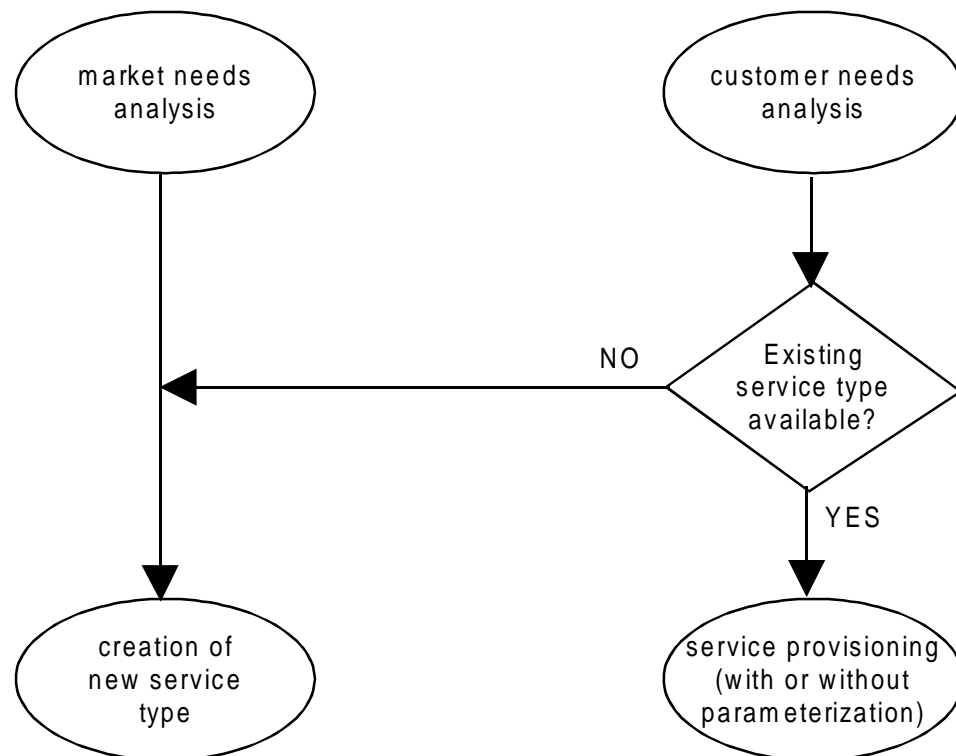 market needs
analysis
customer needs
analysis
NO
Existing
service type
available?
YES
creation of
new service
type
service provisioning
(with or without
parameterization)